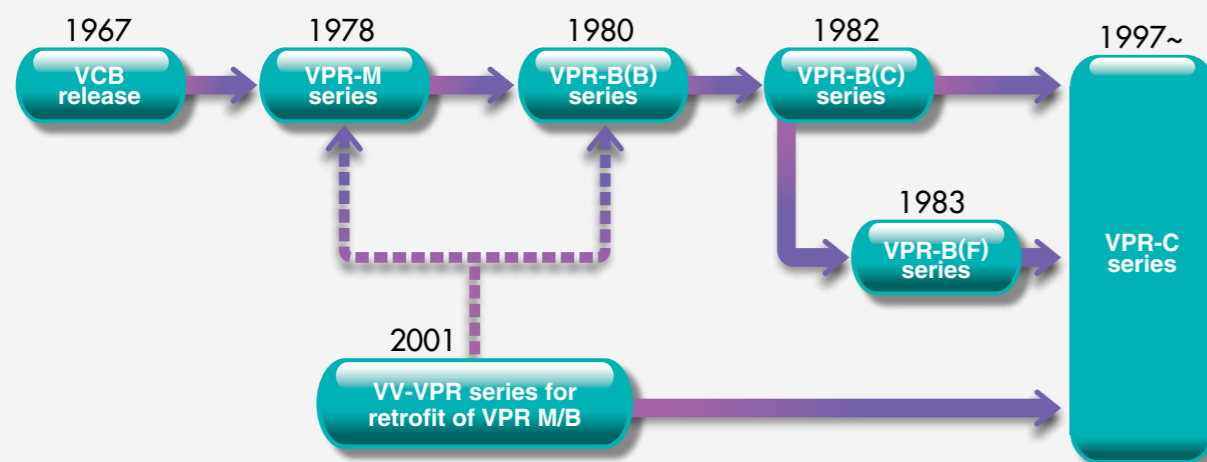 1967
VCB
release
1978
VPR-M
series
1980
VPR-B(B)
series
1982
VPR-B(C)
series
1997~
VPR-C
series
1983
VPR-B(F)
series
2001
VV-VPR series for
retrofit of VPR M/B